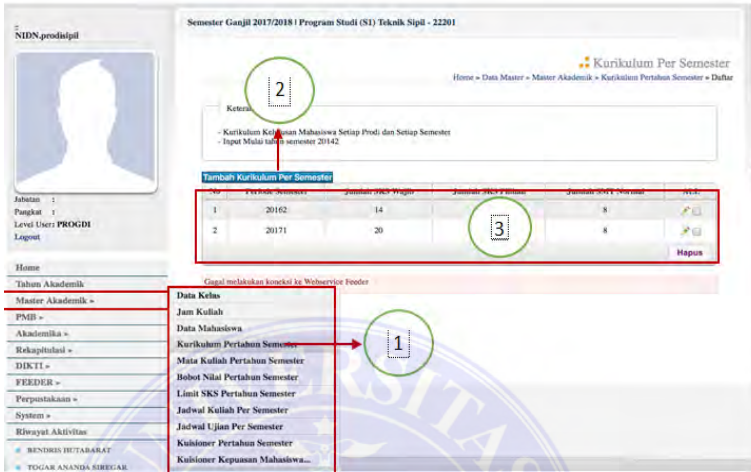 ::
NIDN.prodisipil
Semester Ganjil 2017/2018 | Program Studi (S1) Teknik Sipil - 22201
Kurikulum Per Semester
Home » Data Master » Master Akademik » Kurikulum Pertahun Semester » Daftar
2
- Kurikulum Kelulusan Mahasiswa Setiap Prodi dan Setiap Semester
- Input Mulai tahun semester 20142
Tambah Kurikulum Per Semester
No Periode Semester Jumlah SKS Wajib Jumlah SKS Pilihan Jumlah SMT Normal
1 20162 14 8
2 20171 20 8
3
Hapus
Gagal melakukan koneksi ke Webservice Feeder
Jabatan :
Pangkat :
Level User: PROGDI
Logout
Home
Tahun Akademik
Master Akademik »
PMB »
Akademika »
Rekapitulasi »
DIKTI »
FEEDER »
Perpustakaan »
System »
Riwayat Aktivitas
BENDRIS HUTABARAT
TOGAR ANANDA SIREGAR
Data Kelas
Jam Kuliah
Data Mahasiswa
Kurikulum Pertahun Semester
Mata Kuliah Pertahun Semester
Bobot Nilai Pertahun Semester
Limit SKS Pertahun Semester
Jadwal Kuliah Per Semester
Jadwal Ujian Per Semester
Kuisioner Pertahun Semester
Kuisioner Kepuasan Mahasiswa...
1